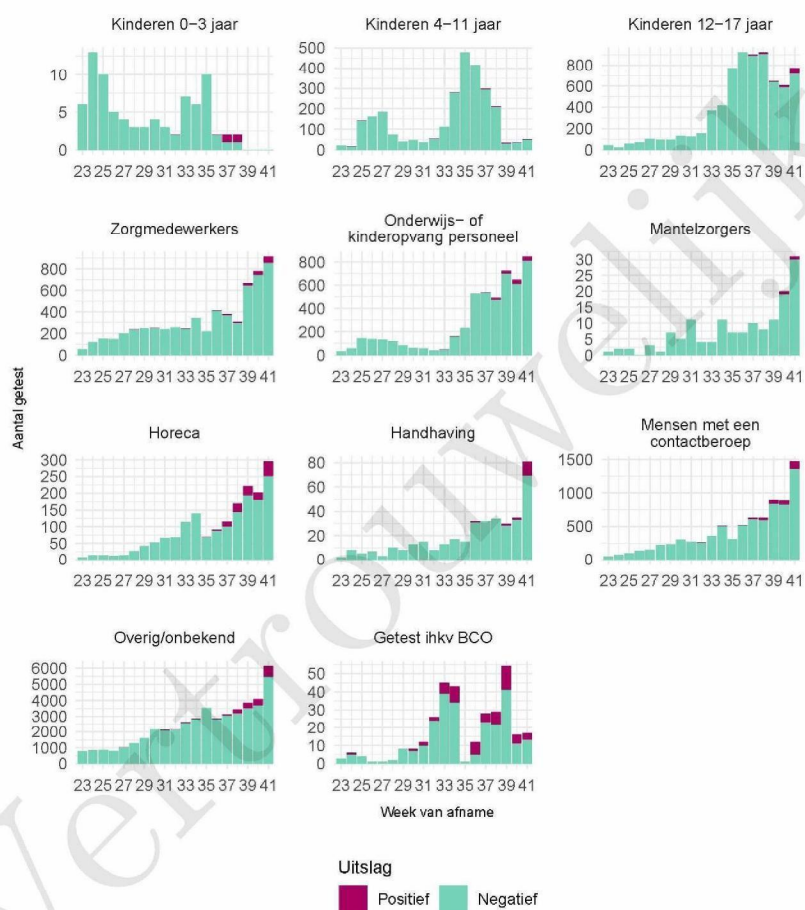 Kinderen 0−3 jaar
Kinderen 4−11 jaar
Kinderen 12−17 jaar
10
5
0
23 25 27 29 31 33 35 37 39 41
500
400
300
200
100
0
23 25 27 29 31 33 35 37 39 41
800
600
400
200
0
23 25 27 29 31 33 35 37 39 41
Zorgmedewerkers
Onderwijs− of
kinderopvang personeel
Mantelzorgers
800
600
400
200
0
23 25 27 29 31 33 35 37 39 41
800
600
400
200
0
23 25 27 29 31 33 35 37 39 41
30
25
20
15
10
5
0
23 25 27 29 31 33 35 37 39 41
Aantal getest
Horeca
Handhaving
Mensen met een
contactberoep
300
250
200
150
100
50
0
23 25 27 29 31 33 35 37 39 41
80
60
40
20
0
23 25 27 29 31 33 35 37 39 41
1500
1000
500
0
23 25 27 29 31 33 35 37 39 41
Overig/onbekend
Getest ihkv BCO
6000
5000
4000
3000
2000
1000
0
23 25 27 29 31 33 35 37 39 41
50
40
30
20
10
0
23 25 27 29 31 33 35 37 39 41
Week van afname
Uitslag
Positief
Negatief
Vertrouwelijk